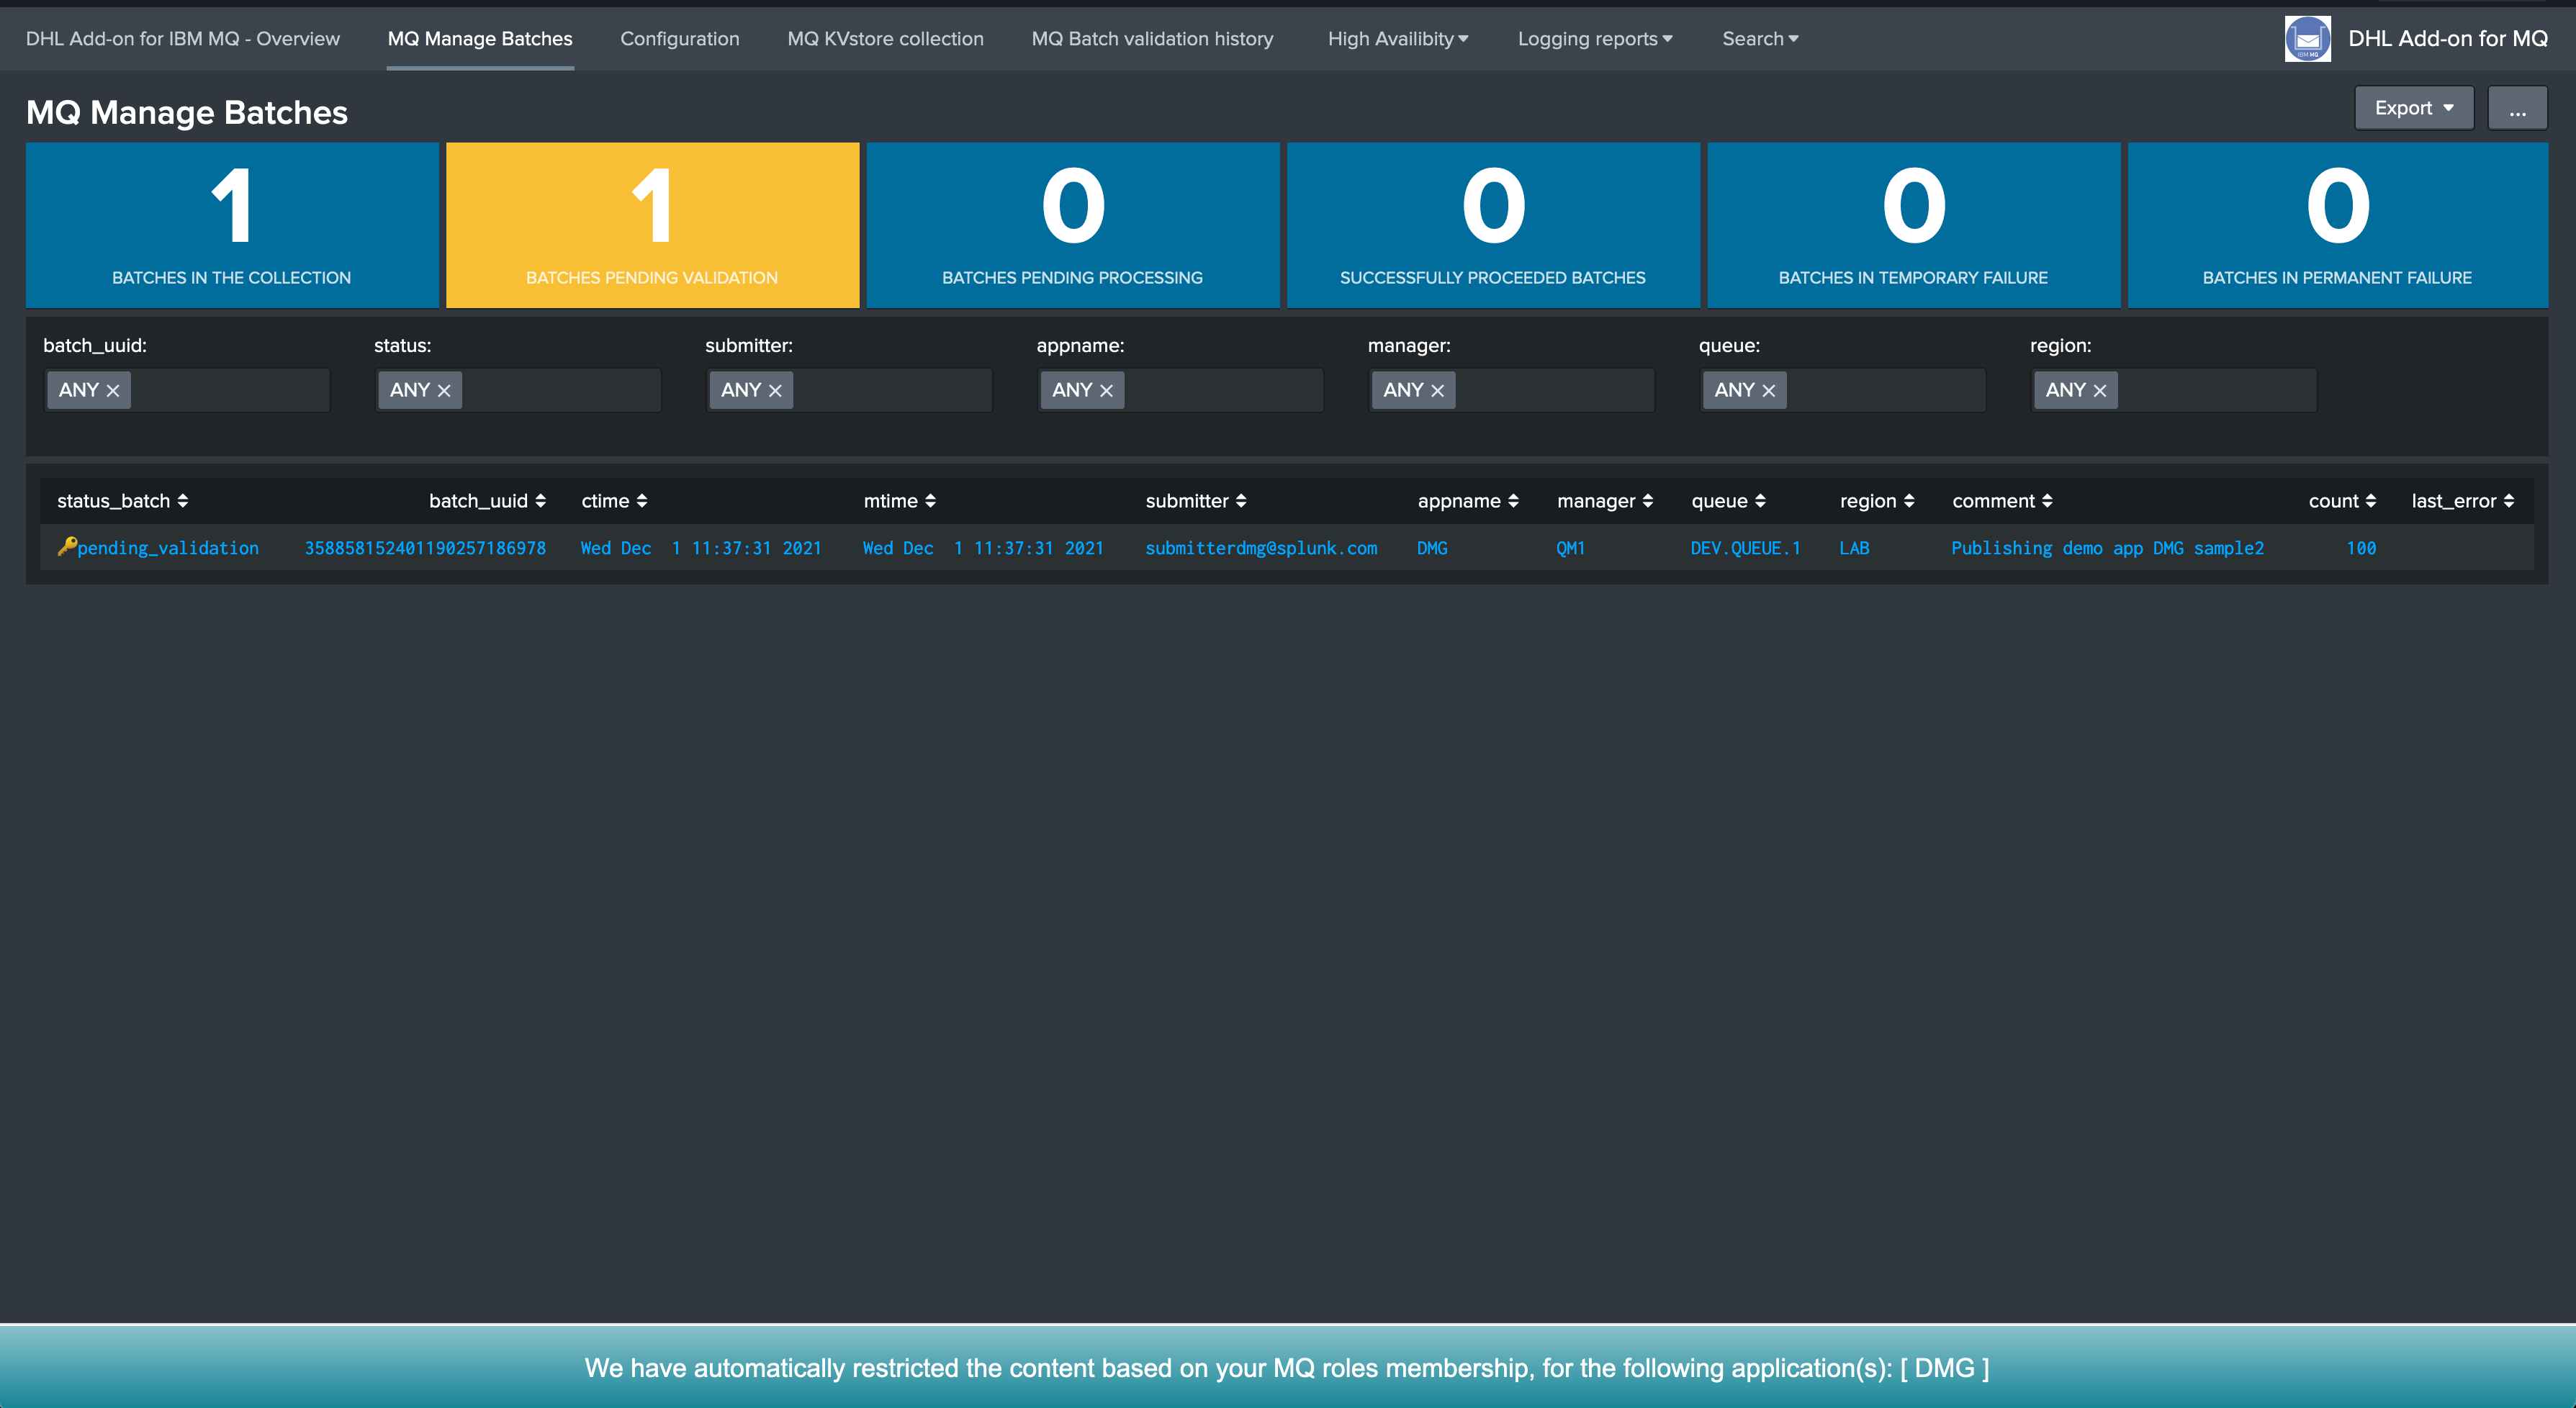 DHL Add-on for IBM MQ - Overview MQ Manage Batches Configuration MQ KVstore collection MQ Batch validation history High Availibity Logging reports Search IBM MQ DHL Add-on for MQ
MQ Manage Batches Export ...
1 1 0 0 0 0
BATCHES IN THE COLLECTION BATCHES PENDING VALIDATION BATCHES PENDING PROCESSING SUCCESSFULLY PROCEEDED BATCHES BATCHES IN TEMPORARY FAILURE BATCHES IN PERMANENT FAILURE
batch_uuid: status: submitter: appname: manager: queue: region:
ANY ANY ANY ANY ANY ANY ANY
status_batch batch_uuid ctime mtime submitter appname manager queue region comment count last_error
pending_validation 358858152401190257186978 Wed Dec 1 11:37:31 2021 Wed Dec 1 11:37:31 2021 submitterdmg@splunk.com DMG QM1 DEV.QUEUE.1 LAB Publishing demo app DMG sample2 100
We have automatically restricted the content based on your MQ roles membership, for the following application(s): [ DMG ]